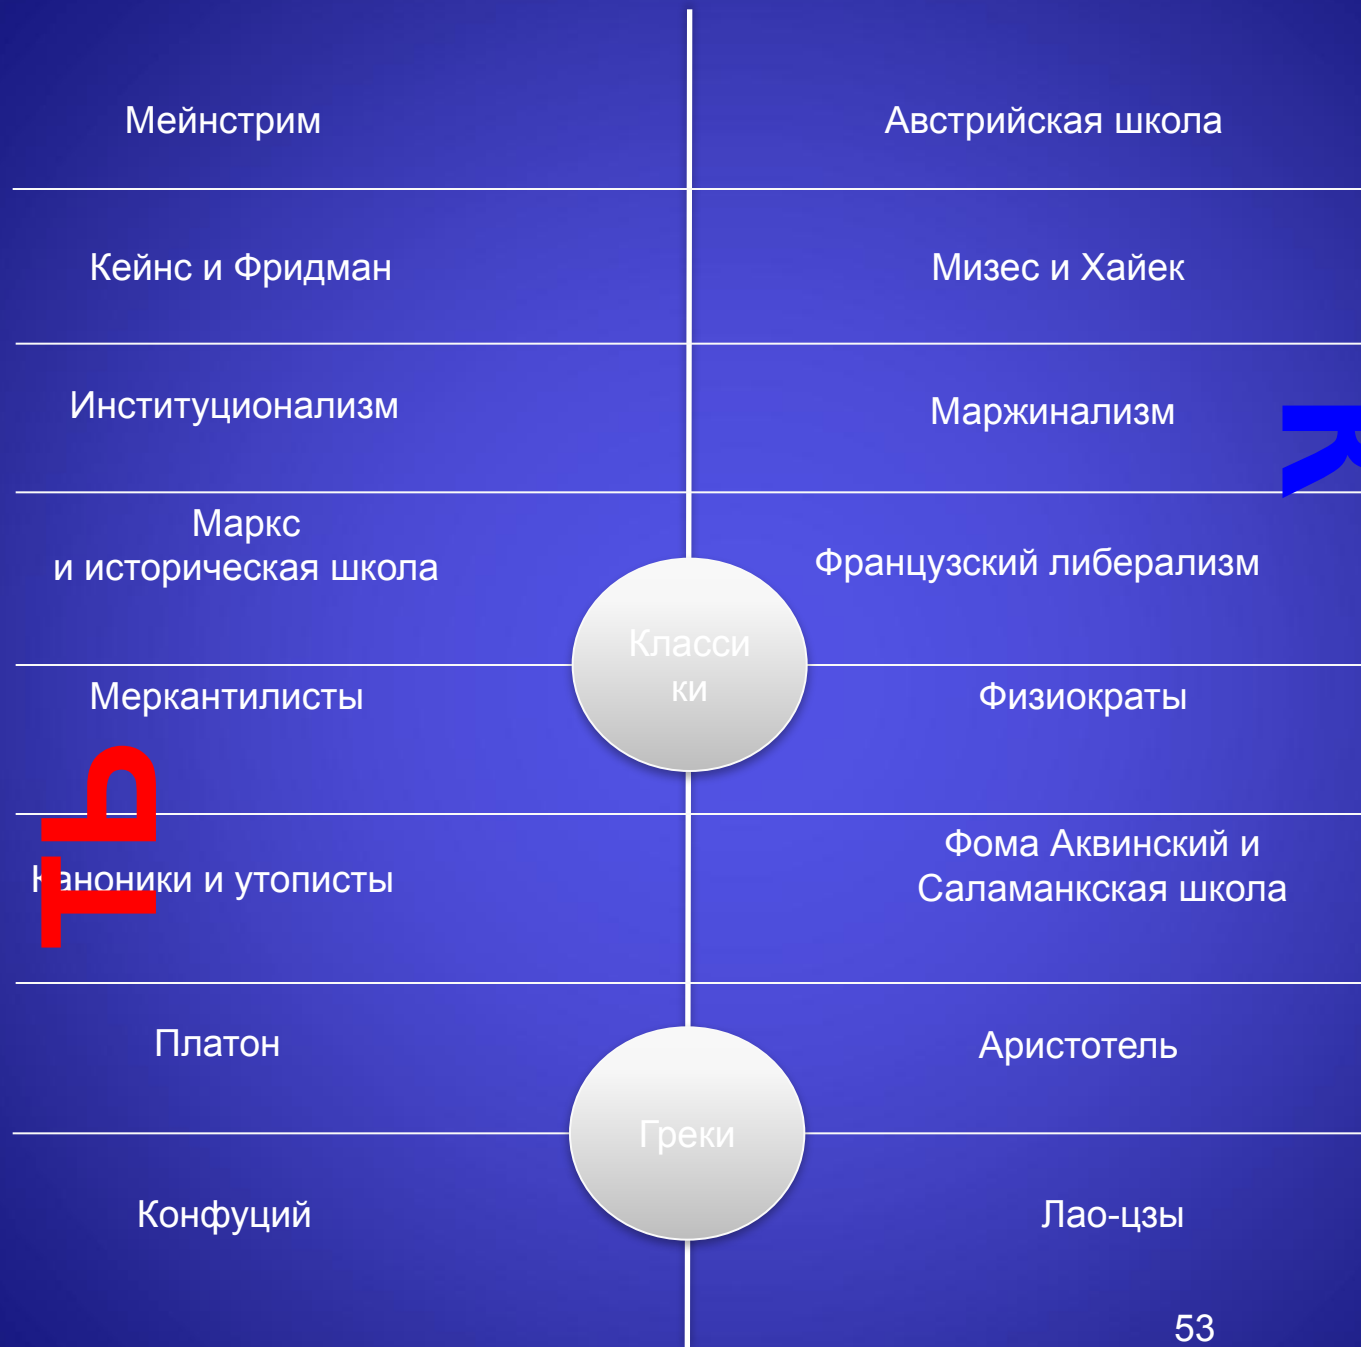 Мейнстрим
Австрийская школа
Кейнс и Фридман
Мизес и Хайек
Институционализм
Маржинализм
Маркс
и историческая школа
Французский либерализм
Класси
ки
Меркантилисты
Физиократы
Каноники и утописты
Фома Аквинский и
Саламанкская школа
Платон
Аристотель
Греки
Конфуций
Лао-цзы
53